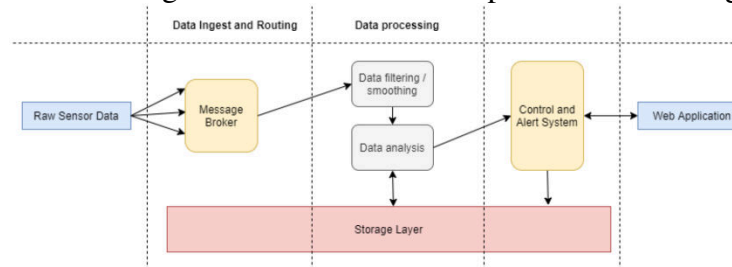 Data Ingest and Routing
Data processing
Raw Sensor Data
Message
Broker
Data filtering /
smoothing
Data analysis
Control and
Alert System
Web Application
Storage Layer